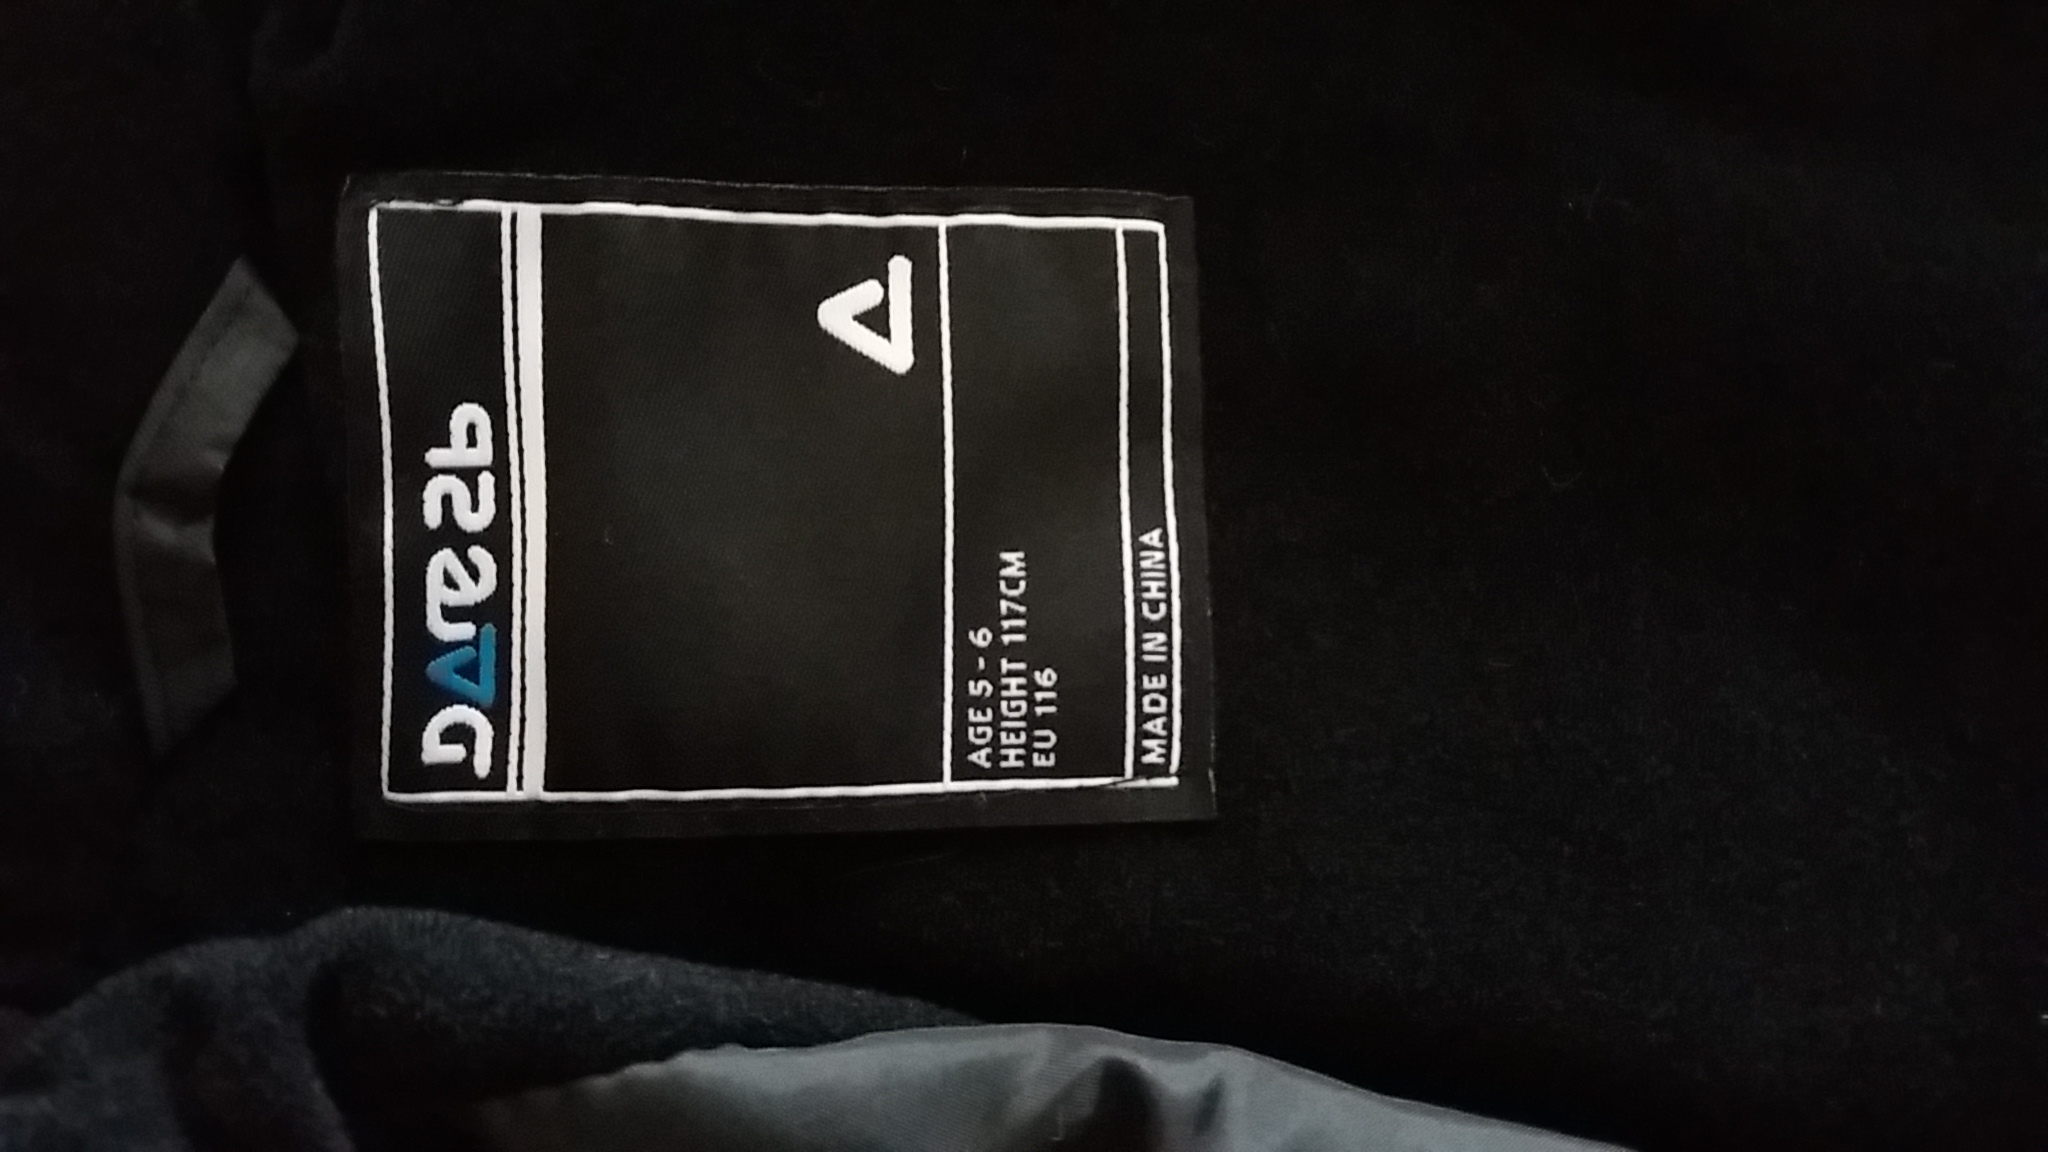 dare2b
AGE 5 - 6
HEIGHT 117CM
EU 116
MADE IN CHINA